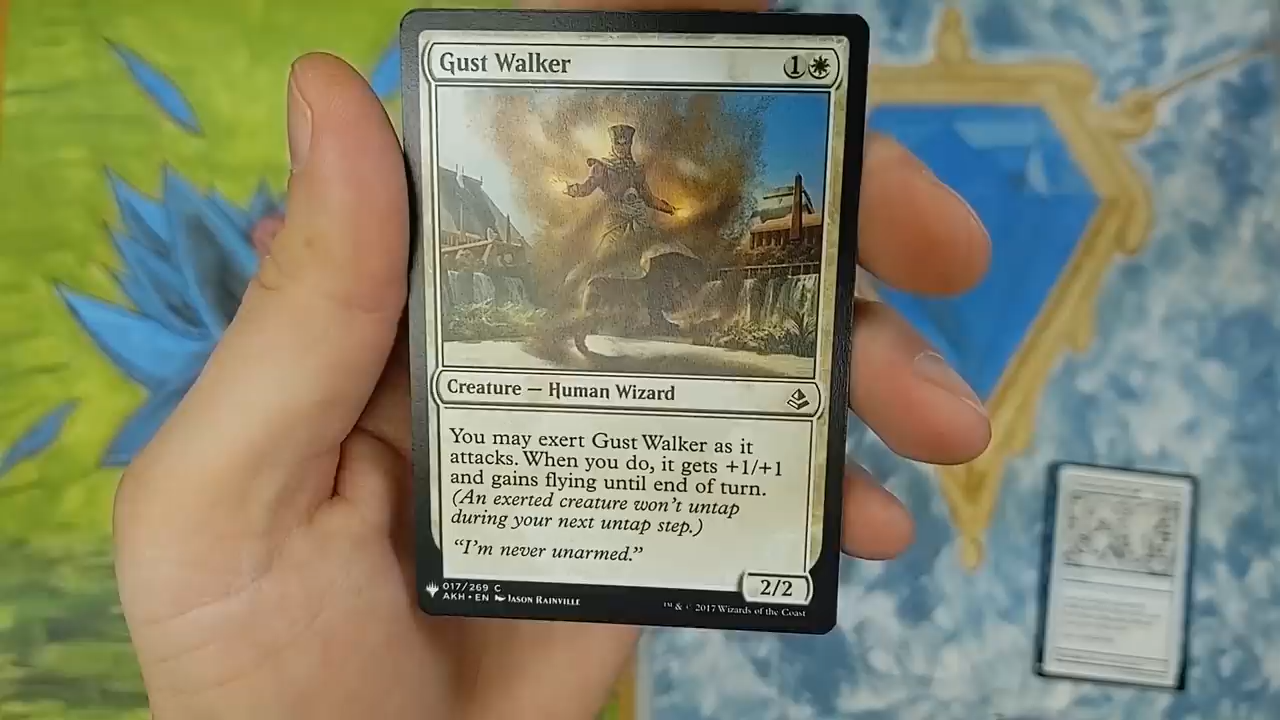 Gust Walker 1
Creature — Human Wizard
You may exert Gust Walker as it
attacks. When you do, it gets +1/+1
and gains flying until end of turn.
(An exerted creature won't untap
during your next untap step.)
"I'm never unarmed."
2/2
017/269 C
AKH • EN Jason Rainville
™ & © 2017 Wizards of the Coast